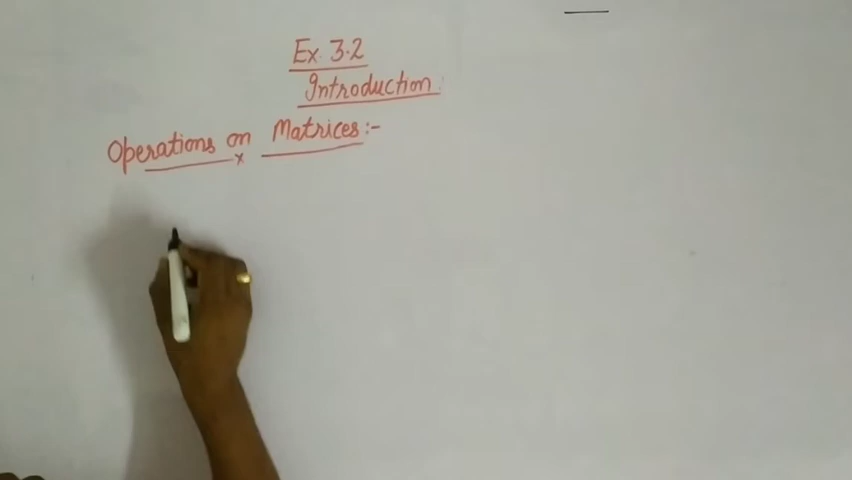 Ex. 3.2
Introduction:
Operations on Matrices:-